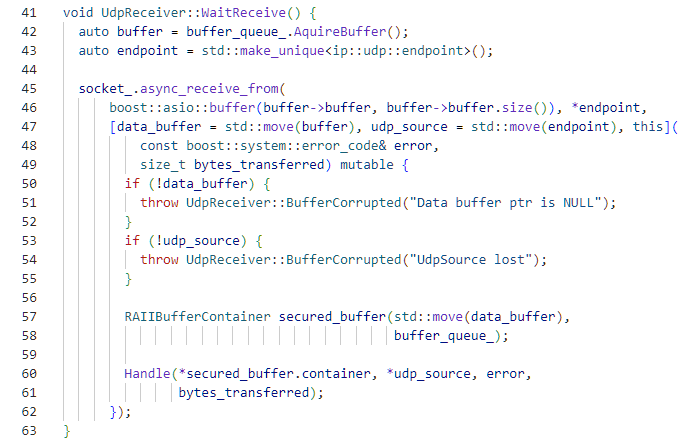 41 void UdpReceiver::WaitReceive() {
42 auto buffer = buffer_queue_.AquireBuffer();
43 auto endpoint = std::make_unique<ip::udp::endpoint>();
44
45 socket_.async_receive_from(
46 boost::asio::buffer(buffer->buffer, buffer->buffer.size()), *endpoint,
47 [data_buffer = std::move(buffer), udp_source = std::move(endpoint), this](
48 const boost::system::error_code& error,
49 size_t bytes_transferred) mutable {
50 if (!data_buffer) {
51 throw UdpReceiver::BufferCorrupted("Data buffer ptr is NULL");
52 }
53 if (!udp_source) {
54 throw UdpReceiver::BufferCorrupted("UdpSource lost");
55 }
56
57 RAIIBufferContainer secured_buffer(std::move(data_buffer),
58 buffer_queue_);
59
60 Handle(*secured_buffer.container, *udp_source, error,
61 bytes_transferred);
62 });
63 }